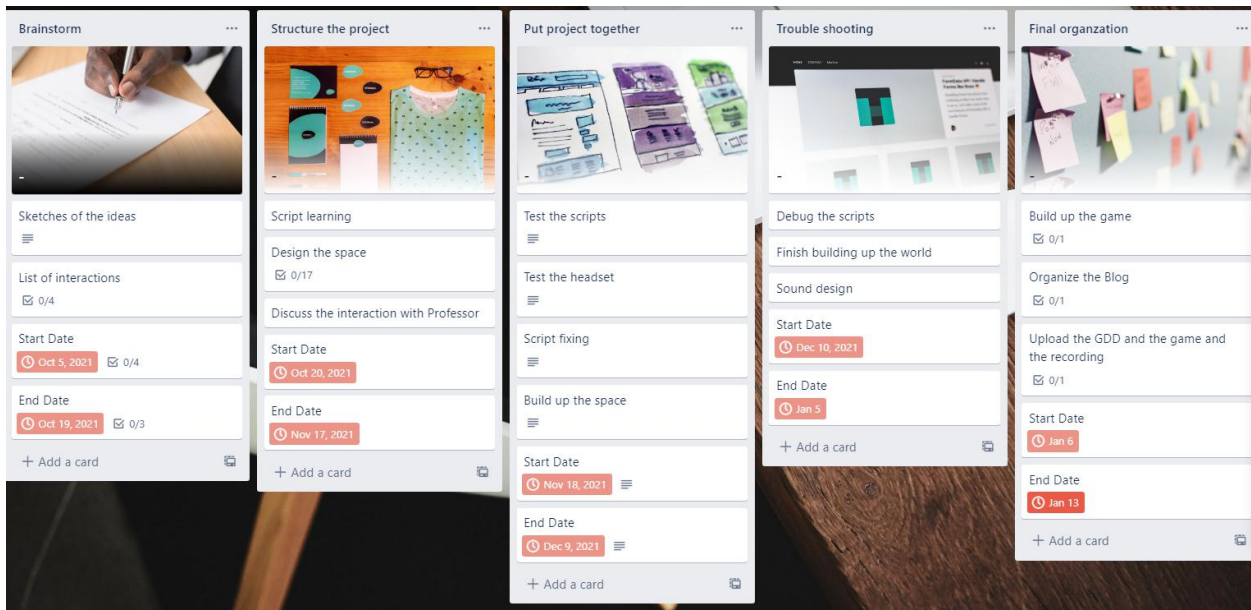 Brainstorm
-
Sketches of the ideas
List of interactions
0/4
Start Date
Oct 5, 2021 0/4
End Date
Oct 19, 2021 0/3
+ Add a card
Structure the project
-
Script learning
Design the space
0/17
Discuss the interaction with Professor
Start Date
Oct 20, 2021
End Date
Nov 17, 2021
+ Add a card
Put project together
-
Test the scripts
Test the headset
Script fixing
Build up the space
Start Date
Nov 18, 2021
End Date
Dec 9, 2021
+ Add a card
Trouble shooting
-
Debug the scripts
Finish building up the world
Sound design
Start Date
Dec 10, 2021
End Date
Jan 5
+ Add a card
Final organzation
-
Build up the game
0/1
Organize the Blog
0/1
Upload the GDD and the game and
the recording
0/1
Start Date
Jan 6
End Date
Jan 13
+ Add a card